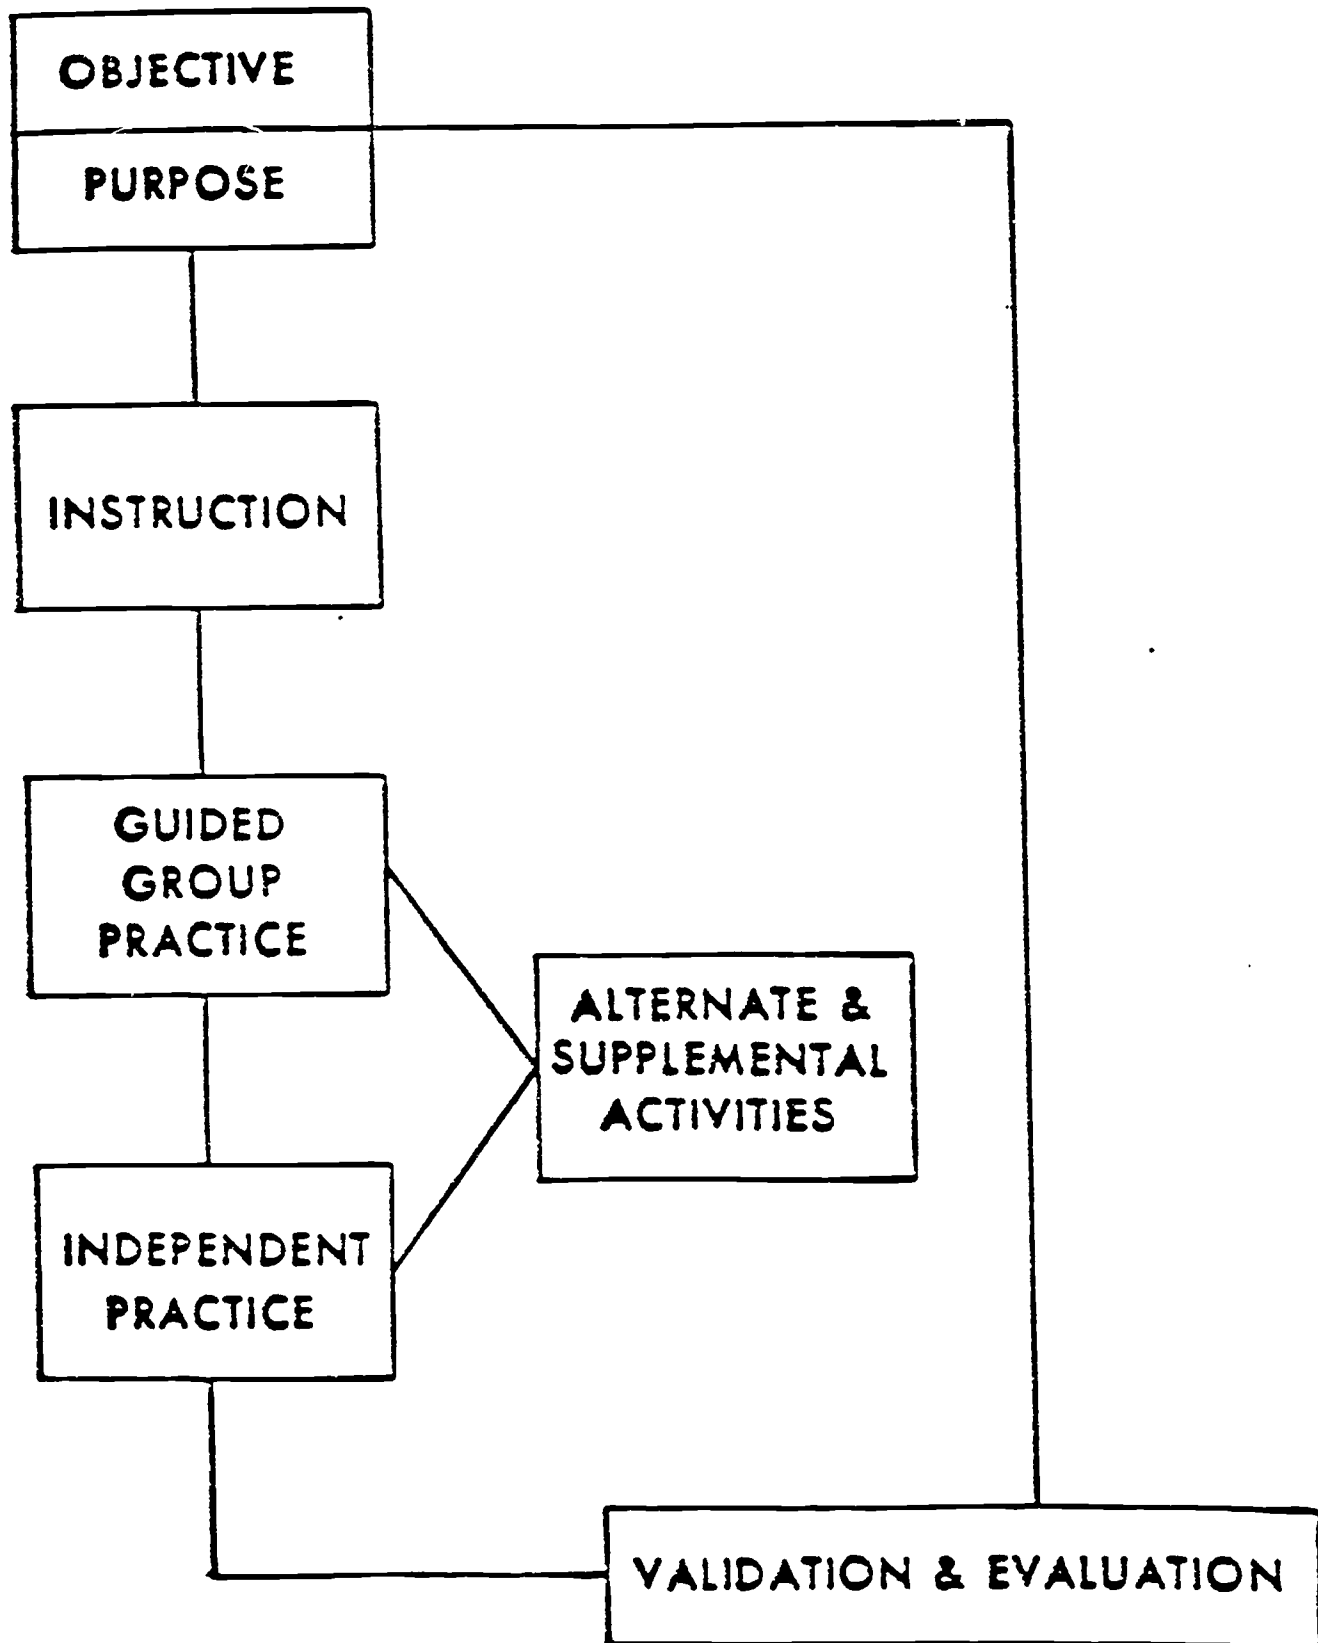 OBJECTIVE
PURPOSE
INSTRUCTION
GUIDED
GROUP
PRACTICE
ALTERNATE &
SUPPLEMENTAL
ACTIVITIES
INDEPENDENT
PRACTICE
VALIDATION & EVALUATION